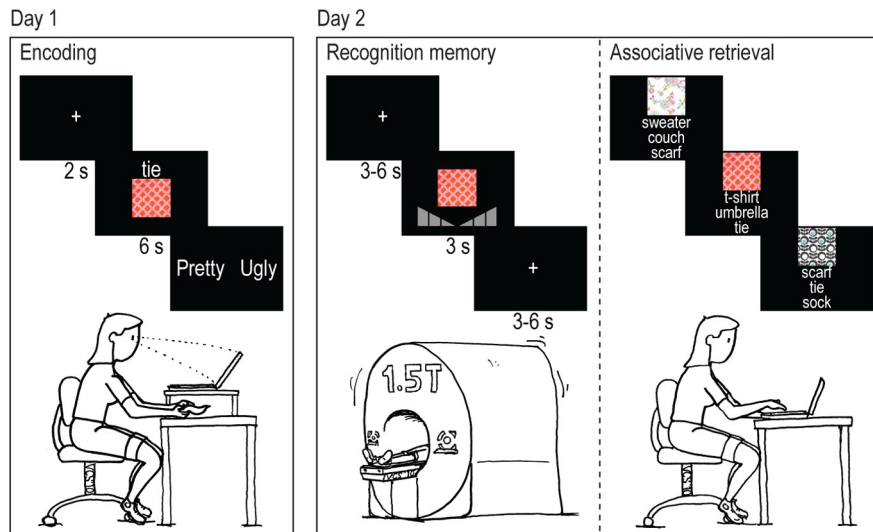 Day 1
Encoding
+
2 s
tie
6 s
Pretty Ugly
Day 2
Recognition memory
+
3-6 s
3 s
+
3-6 s
1.5T
Associative retrieval
sweater
couch
scarf
t-shirt
umbrella
tie
scarf
tie
sock